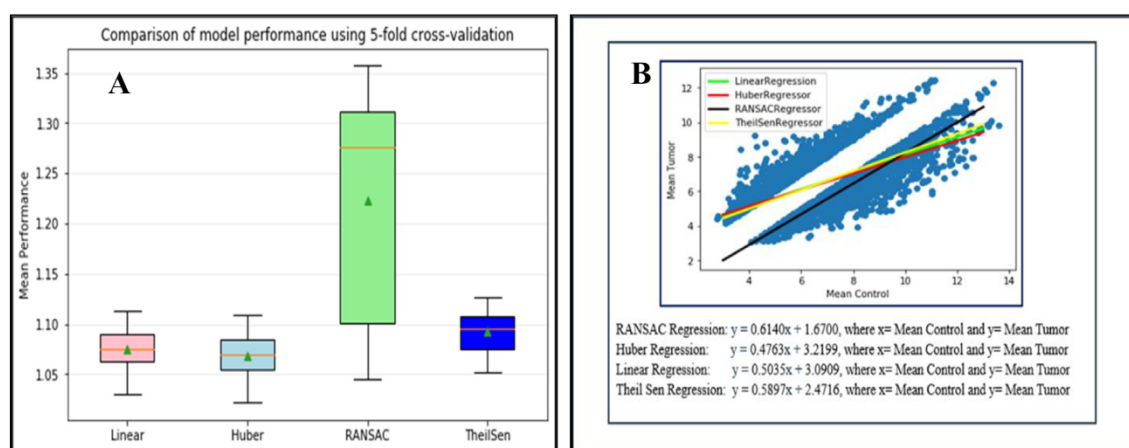 Comparison of model performance using 5-fold cross-validation
A
Mean Performance
1.35
1.30
1.25
1.20
1.15
1.10
1.05
Linear Huber RANSAC TheilSen
B
LinearRegression
HuberRegressor
RANSACRegressor
TheilSenRegressor
Mean Tumor
12
10
8
6
4
2
4 6 8 10 12 14
Mean Control
RANSAC Regression: y = 0.6140x + 1.6700, where x= Mean Control and y= Mean Tumor
Huber Regression: y = 0.4763x + 3.2199, where x= Mean Control and y= Mean Tumor
Linear Regression: y = 0.5035x + 3.0909, where x= Mean Control and y= Mean Tumor
Theil Sen Regression: y = 0.5897x + 2.4716, where x= Mean Control and y= Mean Tumor